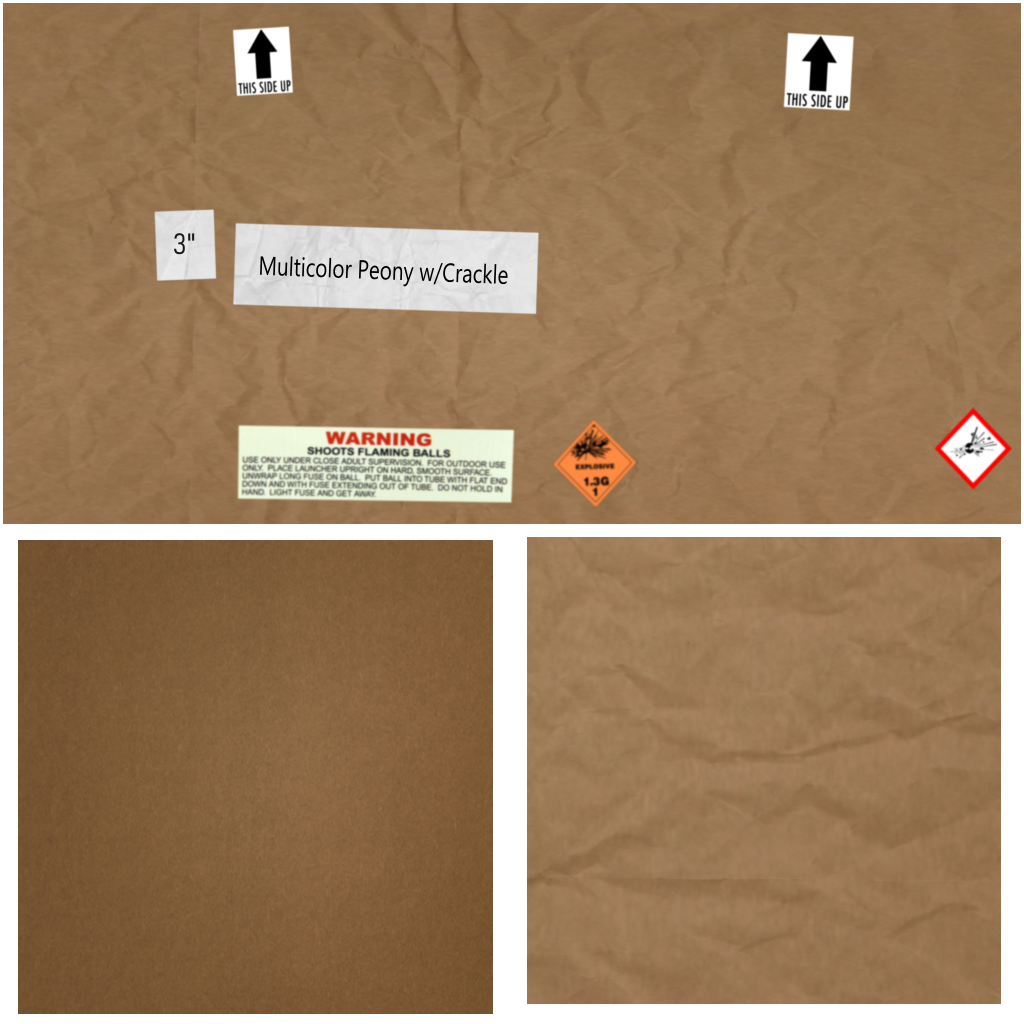 THIS SIDE UP
THIS SIDE UP
3"
Multicolor Peony w/Crackle
WARNING
SHOOTS FLAMING BALLS
USE ONLY UNDER CLOSE ADULT SUPERVISION. FOR OUTDOOR USE
ONLY. PLACE LAUNCHER UPRIGHT ON HARD, SMOOTH SURFACE.
UNWRAP LONG FUSE ON BALL. PUT BALL INTO TUBE WITH FLAT END
DOWN AND WITH FUSE EXTENDING OUT OF TUBE. DO NOT HOLD IN
HAND. LIGHT FUSE AND GET AWAY.
EXPLOSIVE
1.3G
1